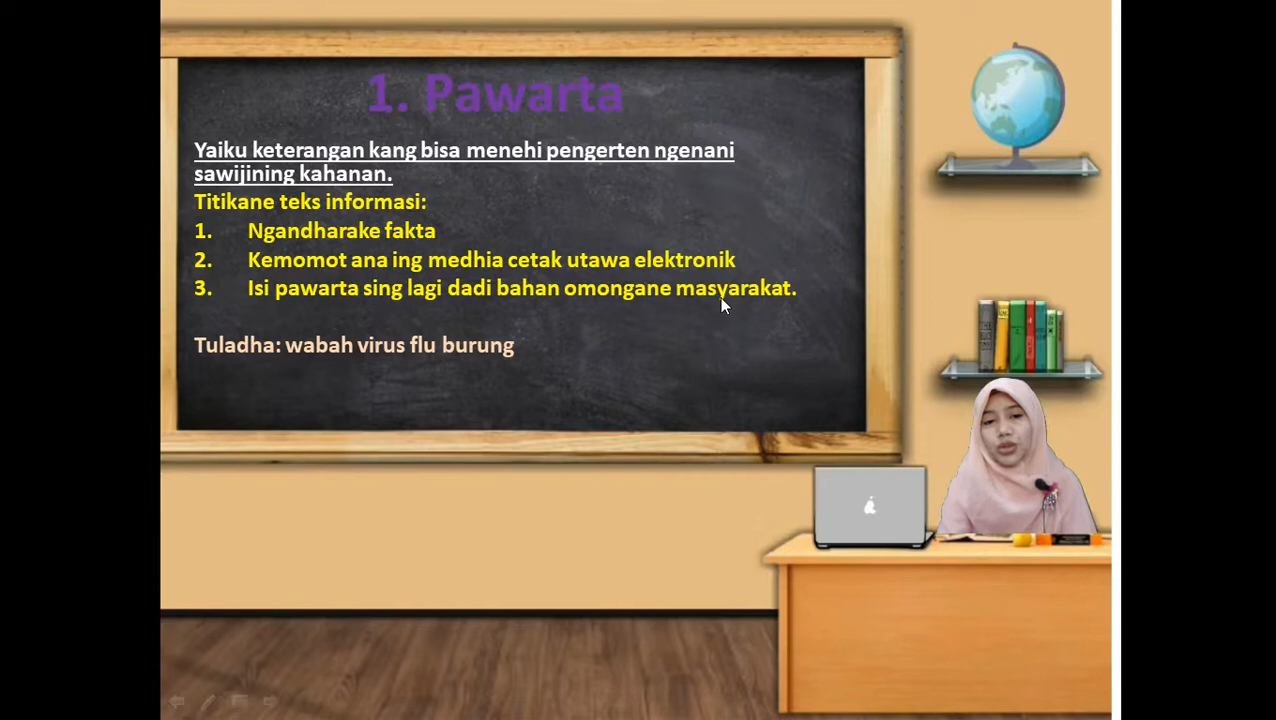 1. Pawarta
Yaiku keterangan kang bisa menehi pengerten ngenani
sawijining kahanan.
Titikane teks informasi:
1. Ngandharake fakta
2. Kemomot ana ing medhia cetak utawa elektronik
3. Isi pawarta sing lagi dadi bahan omongane masyarakat.
Tuladha: wabah virus flu burung